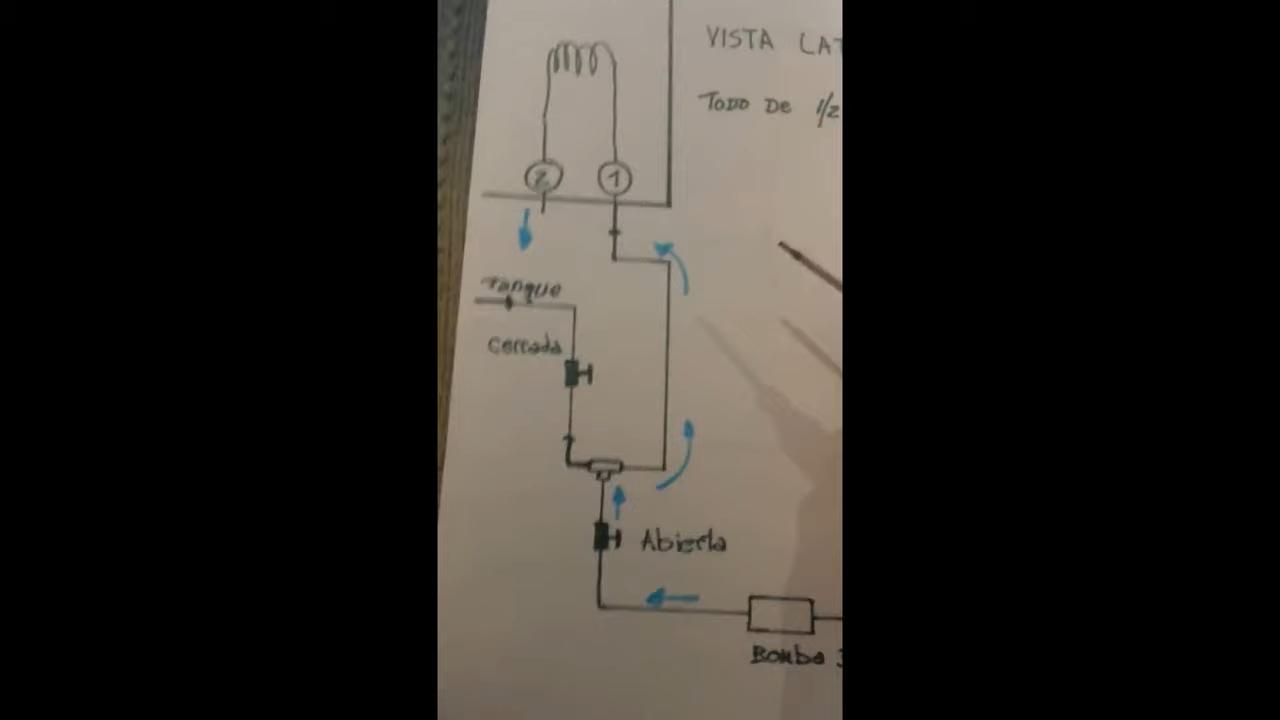 VISTA LAT
TODO DE 1/2
2
1
Tanque
Cerrada
Abierta
Bomba